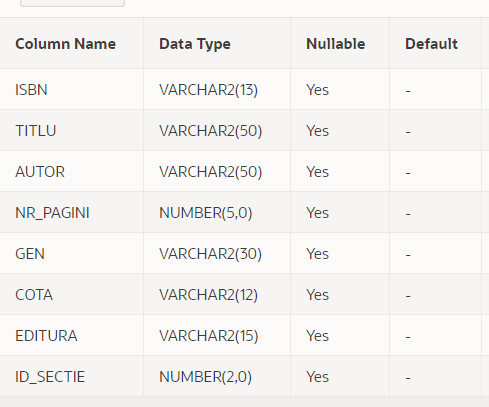 Column Name Data Type Nullable Default
ISBN VARCHAR2(13) Yes -
TITLU VARCHAR2(50) Yes -
AUTOR VARCHAR2(50) Yes -
NR_PAGINI NUMBER(5,0) Yes -
GEN VARCHAR2(30) Yes -
COTA VARCHAR2(12) Yes -
EDITURA VARCHAR2(15) Yes -
ID_SECTIE NUMBER(2,0) Yes -